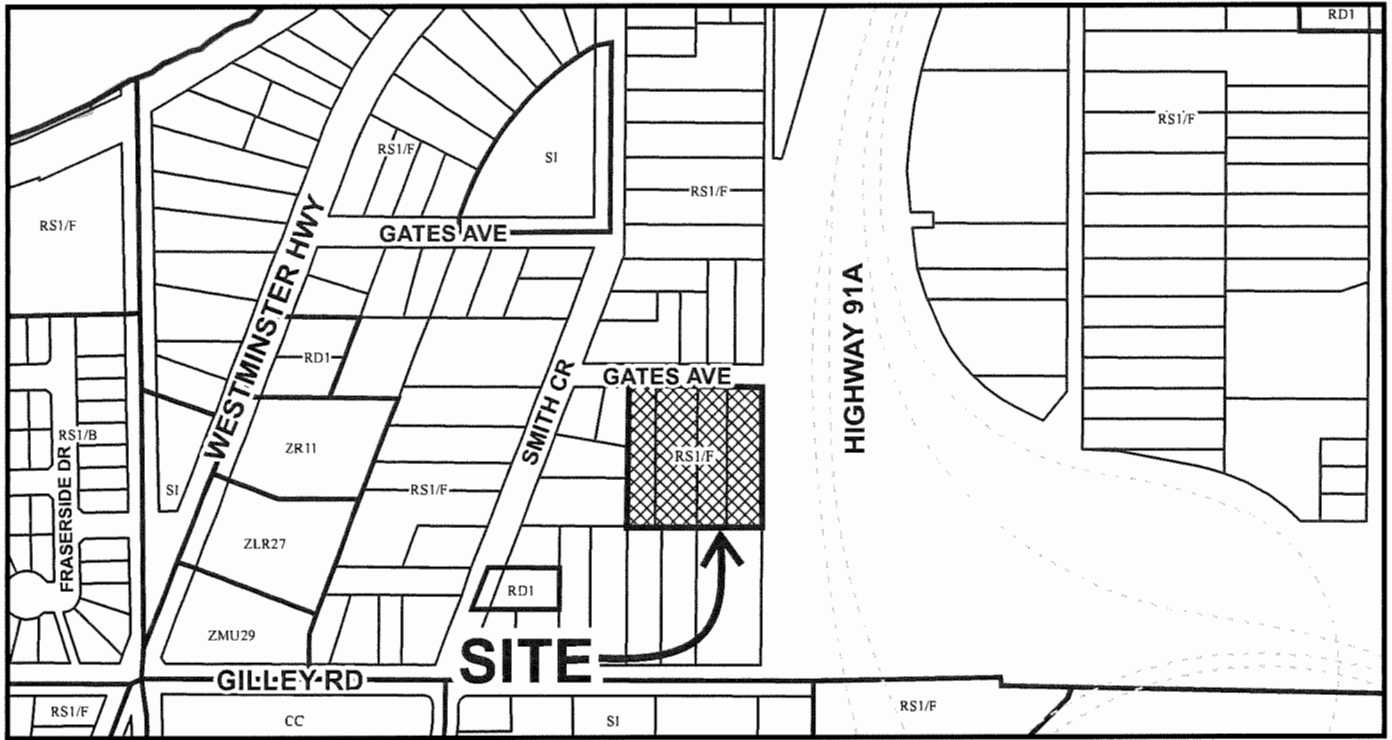 RD1
RS1/F
RS1/F
SI
RS1/F
RS1/F
GATES AVE
WESTMINSTER HWY
HIGHWAY 91A
RD1
SMITH CR
GATES AVE
RS1/B
FRASERSIDE DR
ZR11
RS1/F
SI
RS1/F
ZLR27
RD1
ZMU29
SITE
GILLEY RD
RS1/F
CC
SI
RS1/F